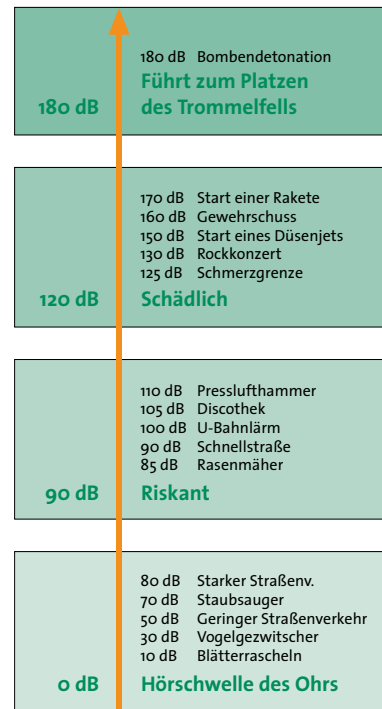 180 dB Bombendetonation
Führt zum Platzen
180 dB des Trommelfells
170 dB Start einer Rakete
160 dB Gewehrschuss
150 dB Start eines Düsenjets
130 dB Rockkonzert
125 dB Schmerzgrenze
120 dB Schädlich
110 dB Presslufthammer
105 dB Discothek
100 dB U-Bahnlärm
90 dB Schnellstraße
85 dB Rasenmäher
90 dB Riskant
80 dB Starker Straßenv.
70 dB Staubsauger
50 dB Geringer Straßenverkehr
30 dB Vogelgezwitscher
10 dB Blätterrascheln
0 dB Hörschwelle des Ohrs